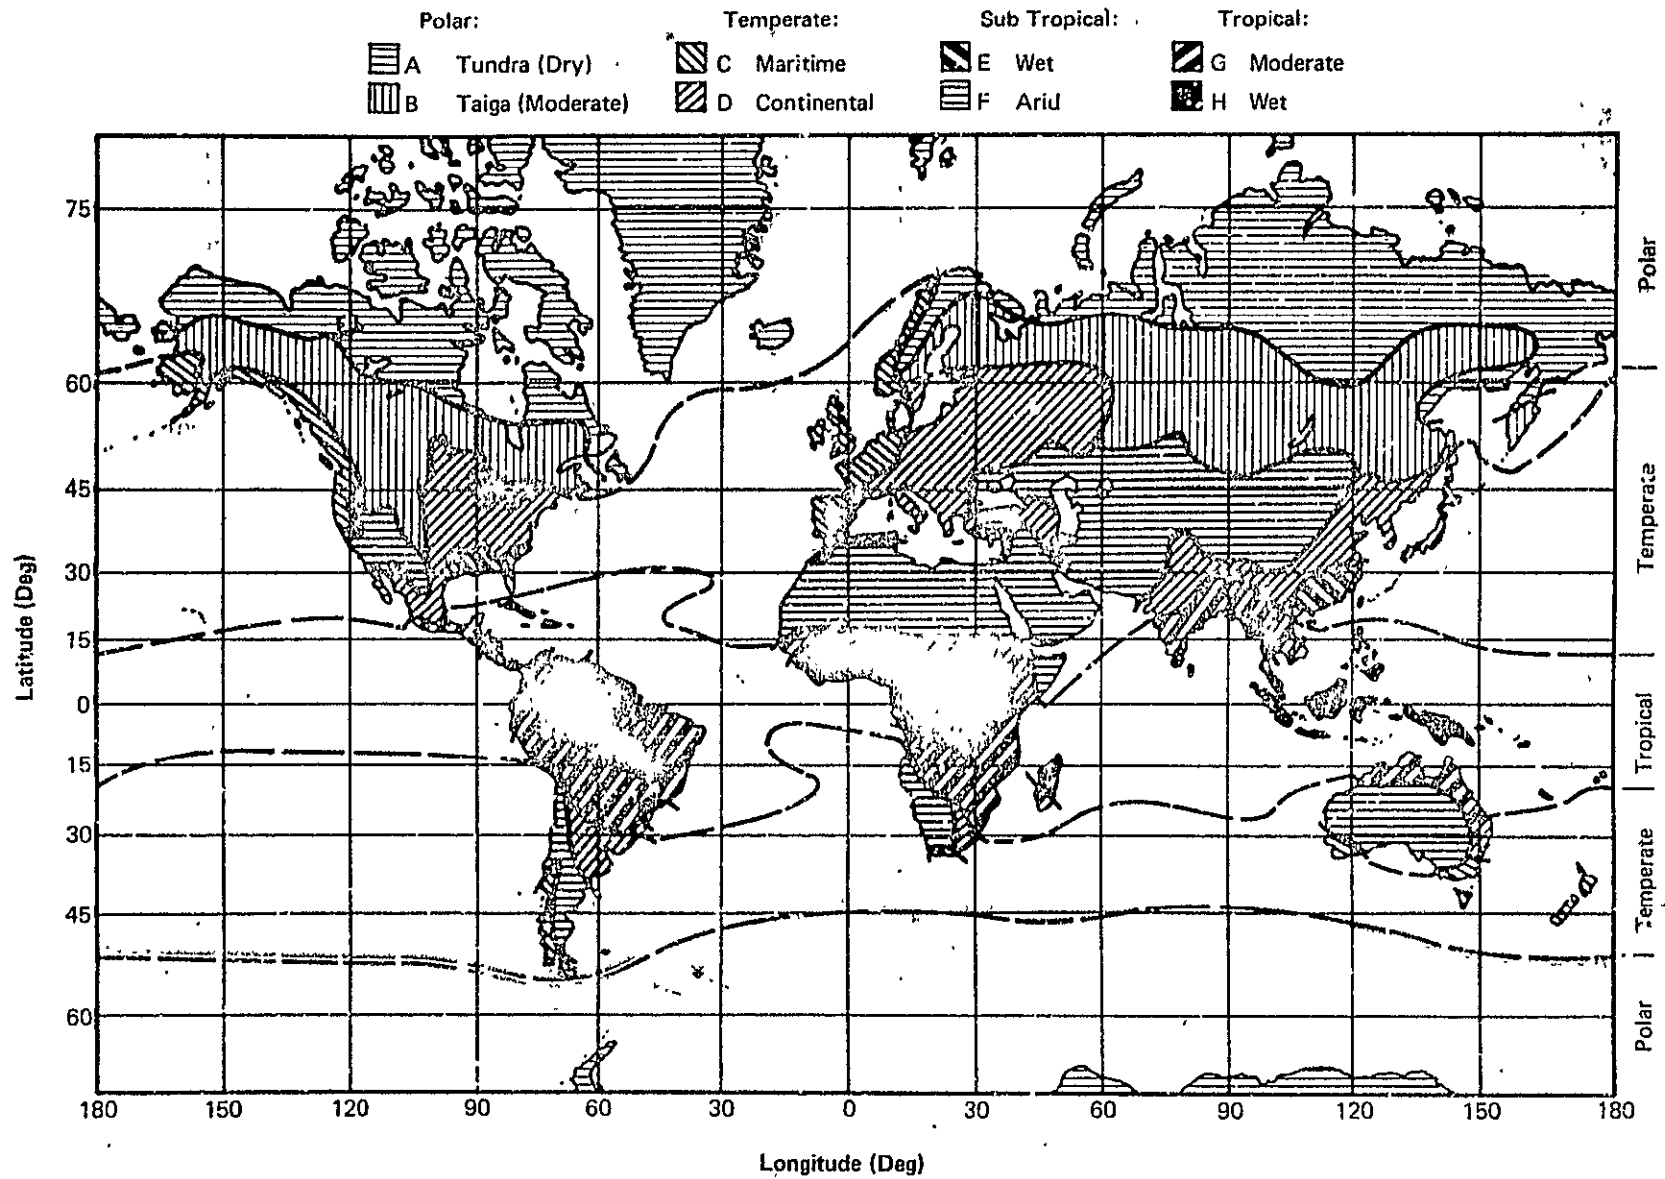 Polar: Temperate: Sub Tropical: Tropical:
A Tundra (Dry) C Maritime E Wet G Moderate
B Taiga (Moderate) D Continental F Arid H Wet
75
60
45
30
15
0
15
30
45
60
Latitude (Deg)
Polar
Temperate
Tropical
Temperate
Polar
180 150 120 90 60 30 0 30 60 90 120 150 180
Longitude (Deg)